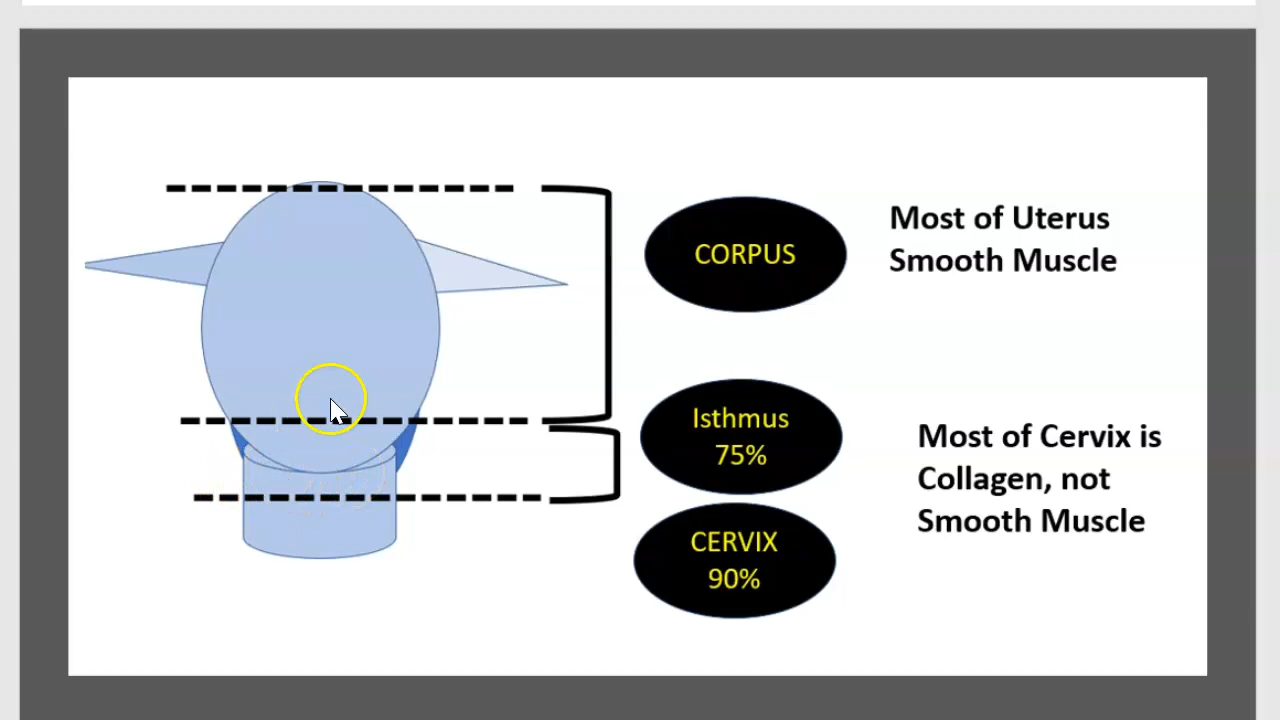 CORPUS
Most of Uterus
Smooth Muscle
Isthmus
75%
Most of Cervix is
Collagen, not
Smooth Muscle
CERVIX
90%